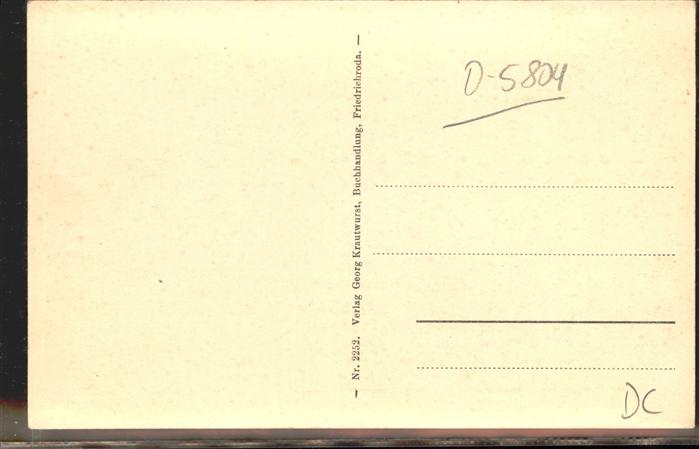 — Nr. 2252. Verlag Georg Krautwurst, Buchhandlung, Friedrichroda. —
D-5804
DC